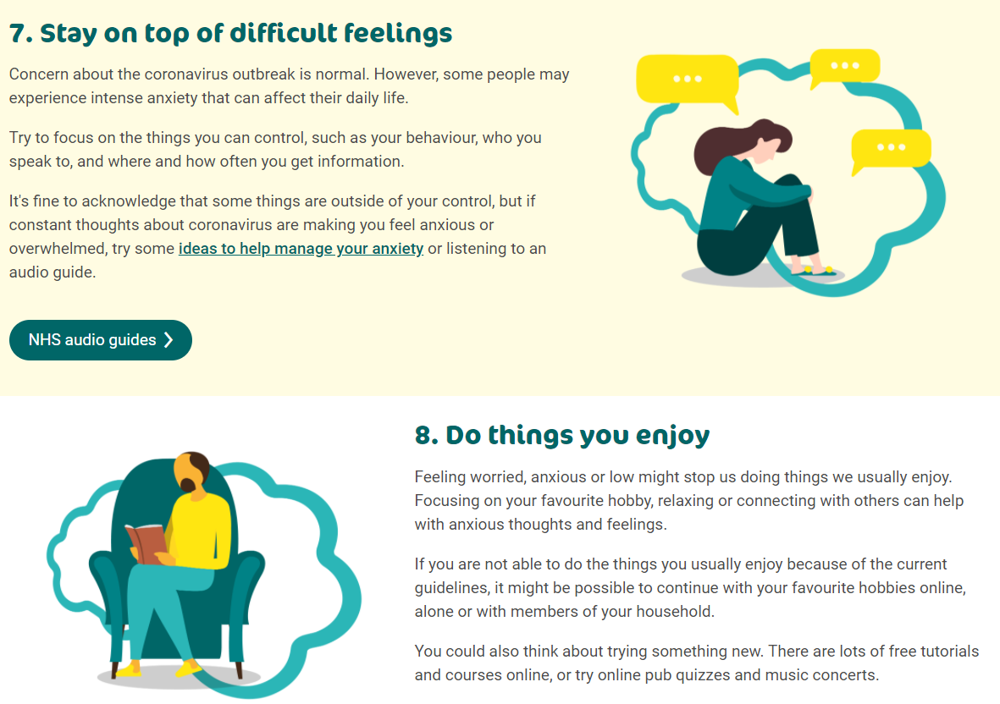 7. Stay on top of difficult feelings
Concern about the coronavirus outbreak is normal. However, some people may
experience intense anxiety that can affect their daily life.
Try to focus on the things you can control, such as your behaviour, who you
speak to, and where and how often you get information.
It's fine to acknowledge that some things are outside of your control, but if
constant thoughts about coronavirus are making you feel anxious or
overwhelmed, try some ideas to help manage your anxiety or listening to an
audio guide.
NHS audio guides
8. Do things you enjoy
Feeling worried, anxious or low might stop us doing things we usually enjoy.
Focusing on your favourite hobby, relaxing or connecting with others can help
with anxious thoughts and feelings.
If you are not able to do the things you usually enjoy because of the current
guidelines, it might be possible to continue with your favourite hobbies online,
alone or with members of your household.
You could also think about trying something new. There are lots of free tutorials
and courses online, or try online pub quizzes and music concerts.